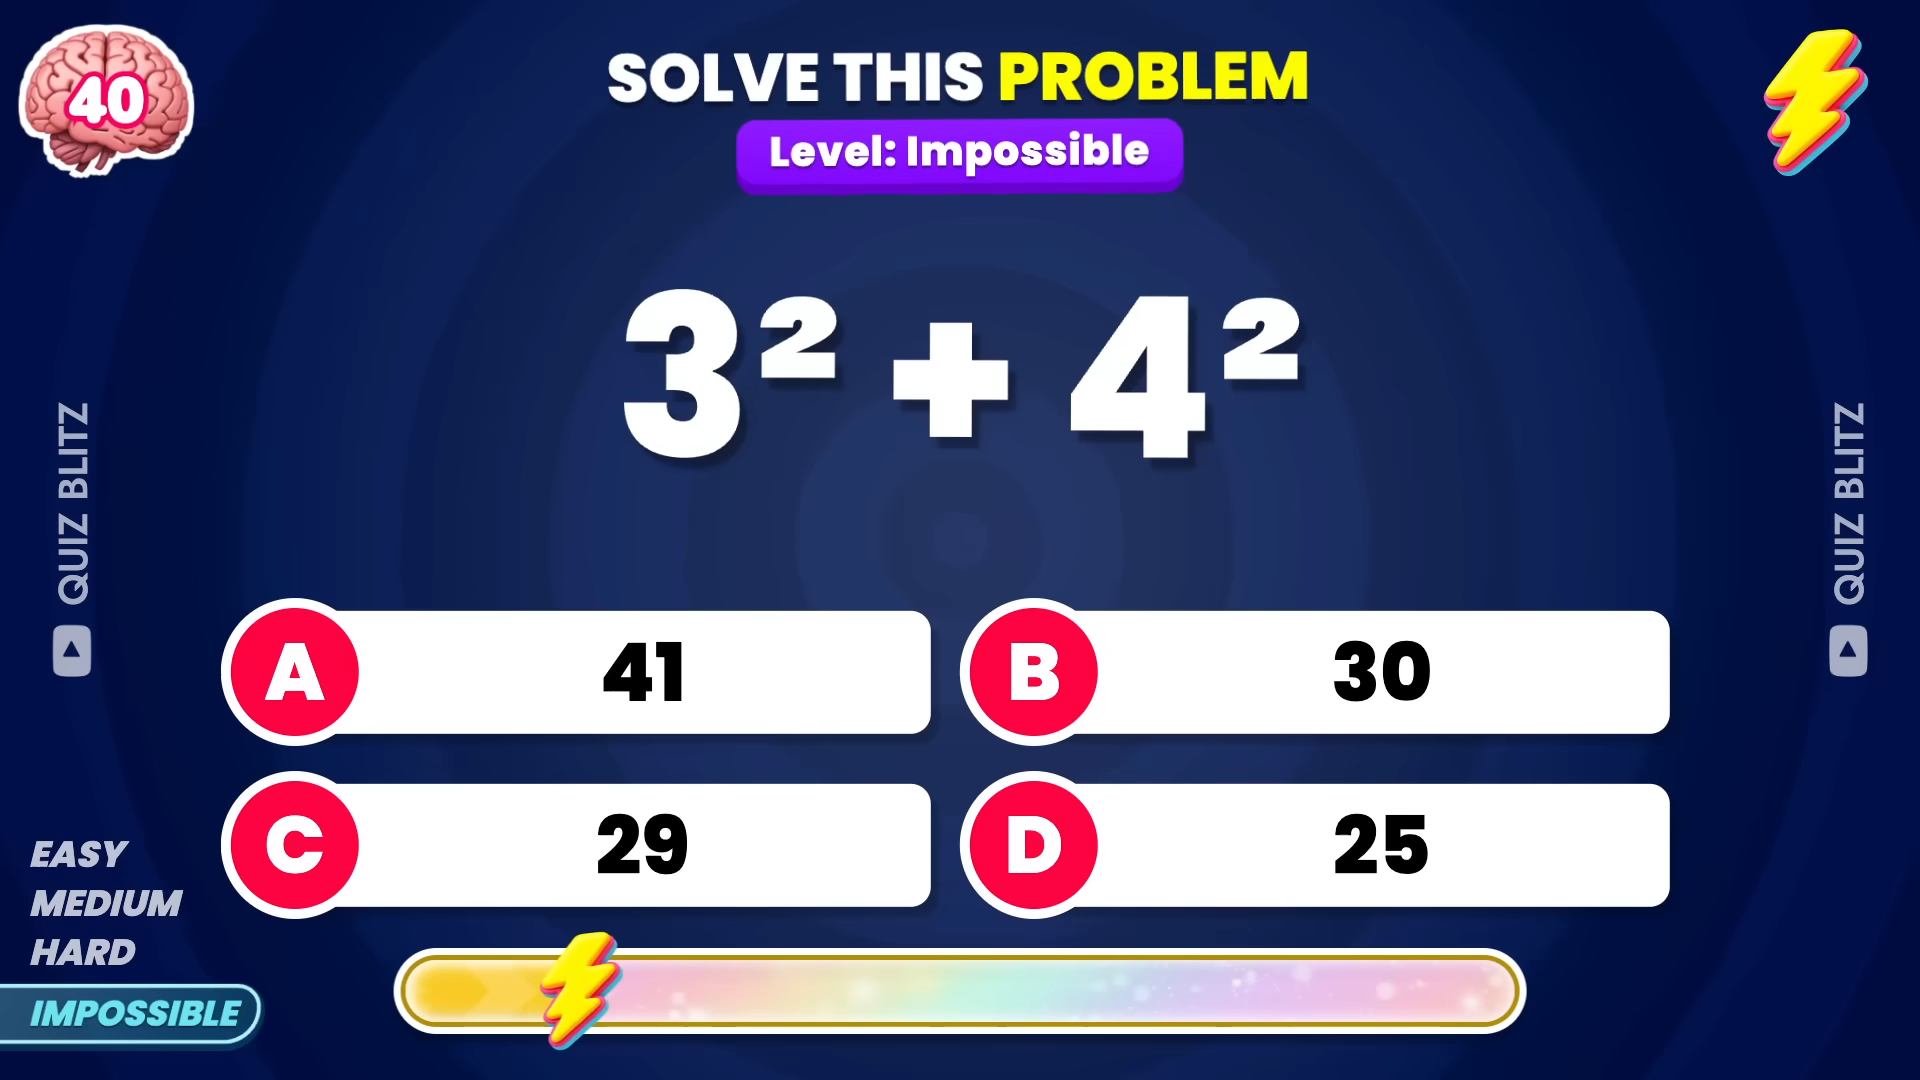 40
SOLVE THIS PROBLEM
Level: Impossible
3² + 4²
QUIZ BLITZ
QUIZ BLITZ
A 41
B 30
C 29
D 25
EASY
MEDIUM
HARD
IMPOSSIBLE